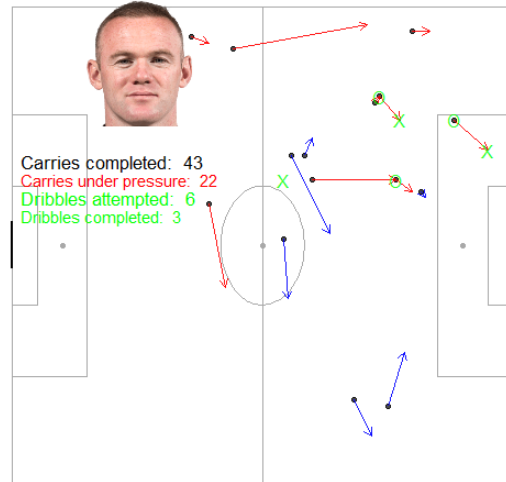 Carries completed: 43
Carries under pressure: 22
Dribbles attempted: 6
Dribbles completed: 3